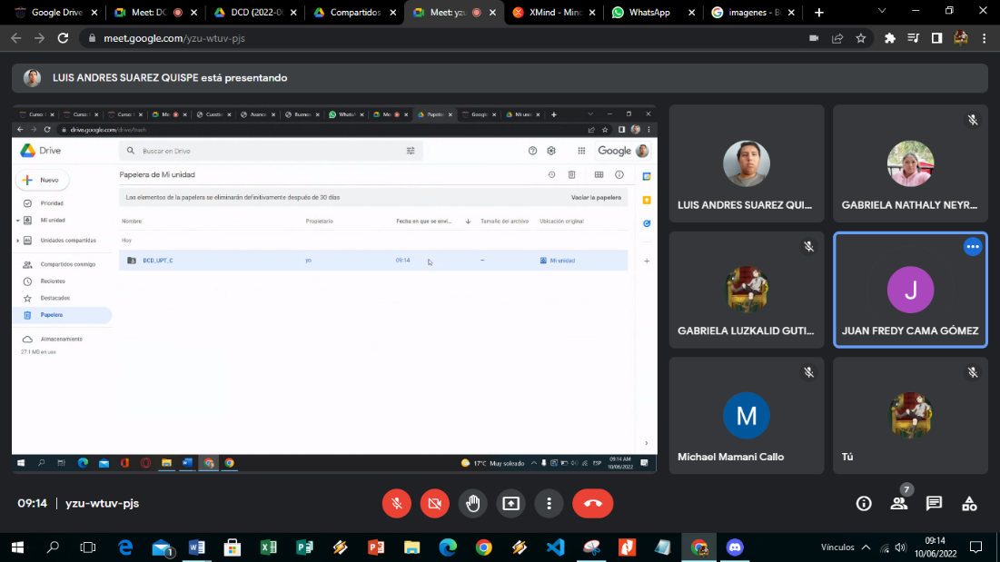 Google Drive
Meet: DC
DCD (2022-0
Compartidos
Meet: yzu
XMind - Mind
WhatsApp
imagenes - B
meet.google.com/yzu-wtuv-pjs
LUIS ANDRES SUAREZ QUISPE está presentando
Curso: I
Curso: I
Curso: I
Me
Cuestio
Avance
Buenos
WhatsA
Me
Papelera
Google
Mi unid
drive.google.com/drive/trash
Drive
Buscar en Drive
Google
Nuevo
Papelera de Mi unidad
Los elementos de la papelera se eliminarán definitivamente después de 30 días
Vaciar la papelera
Prioridad
Mi unidad
Unidades compartidas
Compartidos conmigo
Recientes
Destacados
Papelera
Almacenamiento
27.1 MB en uso
Nombre
Propietario
Fecha en que se envi...
Tamaño del archivo
Ubicación original
Hoy
DCD_UPT_C
yo
09:14
–
Mi unidad
17°C Muy soleado
ESP
09:14 AM
10/06/2022
LUIS ANDRES SUAREZ QUI...
GABRIELA NATHALY NEYR...
GABRIELA LUZKALID GUTI...
J
JUAN FREDY CAMA GÓMEZ
M
Michael Mamani Callo
Tú
09:14 | yzu-wtuv-pjs
7
1
Vínculos
09:14
10/06/2022